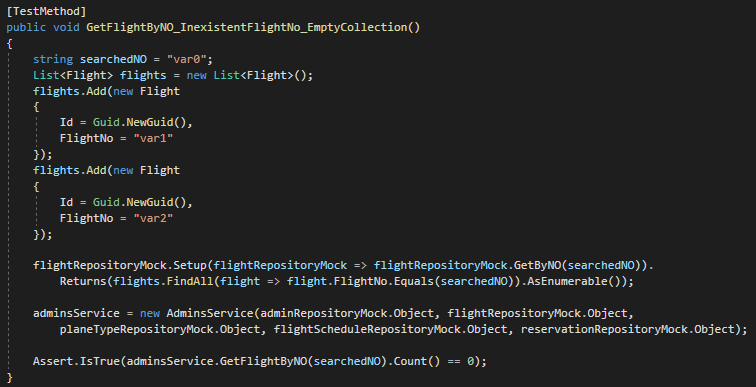 [TestMethod]
public void GetFlightByNO_InexistentFlightNo_EmptyCollection()
{
    string searchedNO = "var0";
    List<Flight> flights = new List<Flight>();
    flights.Add(new Flight
    {
        Id = Guid.NewGuid(),
        FlightNo = "var1"
    });
    flights.Add(new Flight
    {
        Id = Guid.NewGuid(),
        FlightNo = "var2"
    });

    flightRepositoryMock.Setup(flightRepositoryMock => flightRepositoryMock.GetByNO(searchedNO)).
        Returns(flights.FindAll(flight => flight.FlightNo.Equals(searchedNO)).AsEnumerable());

    adminsService = new AdminsService(adminRepositoryMock.Object, flightRepositoryMock.Object,
        planeTypeRepositoryMock.Object, flightScheduleRepositoryMock.Object, reservationRepositoryMock.Object);

    Assert.IsTrue(adminsService.GetFlightByNO(searchedNO).Count() == 0);
}